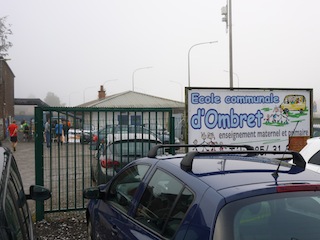 Ecole communale
d'Ombret
enseignement maternel et primaire